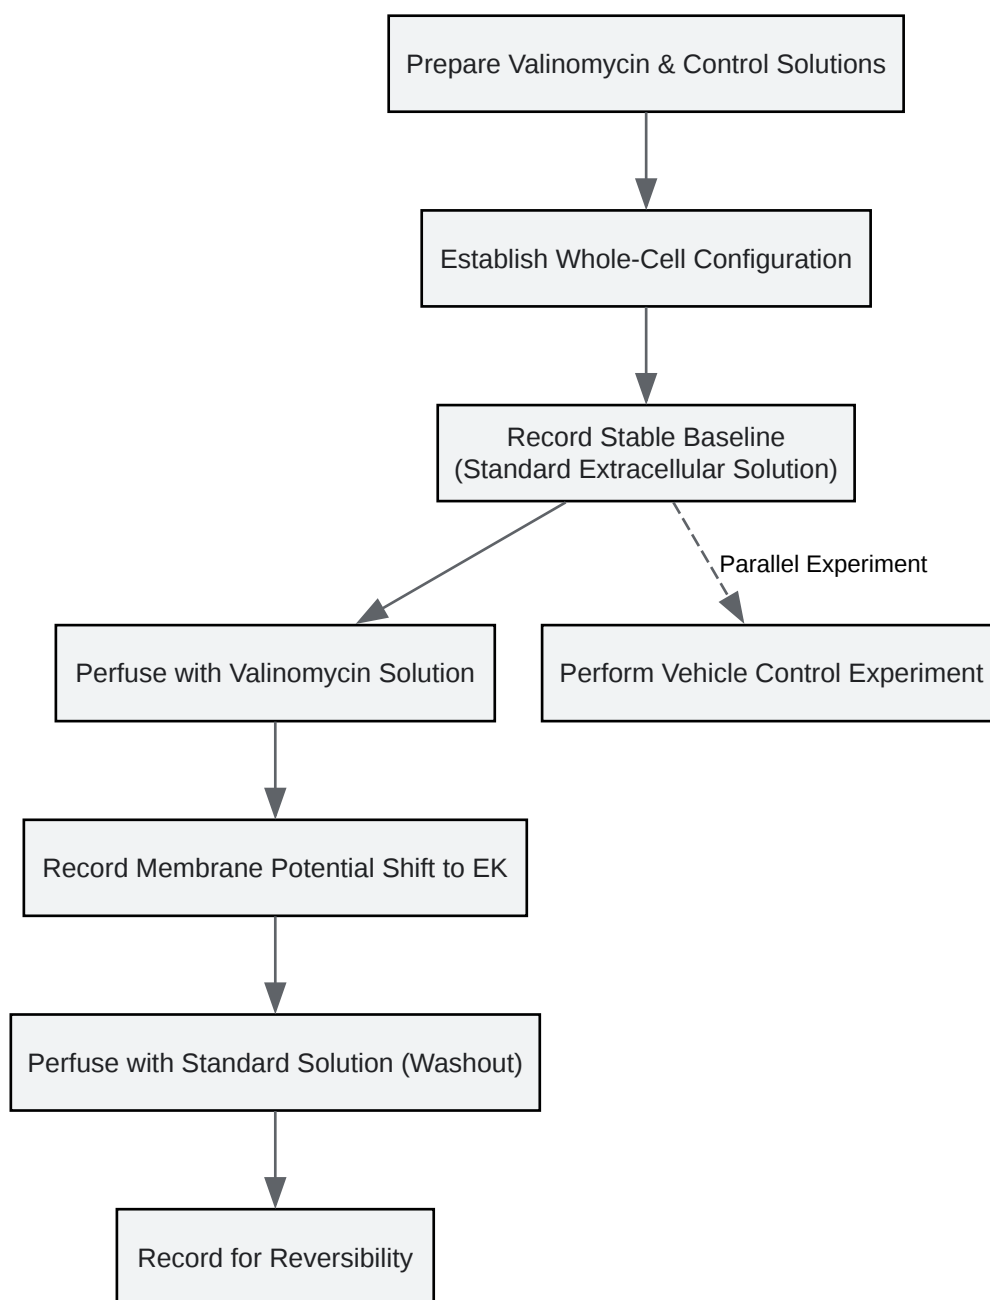 Prepare Valinomycin & Control Solutions
Establish Whole-Cell Configuration
Record Stable Baseline
(Standard Extracellular Solution)
Parallel Experiment
Perfuse with Valinomycin Solution
Perform Vehicle Control Experiment
Record Membrane Potential Shift to EK
Perfuse with Standard Solution (Washout)
Record for Reversibility